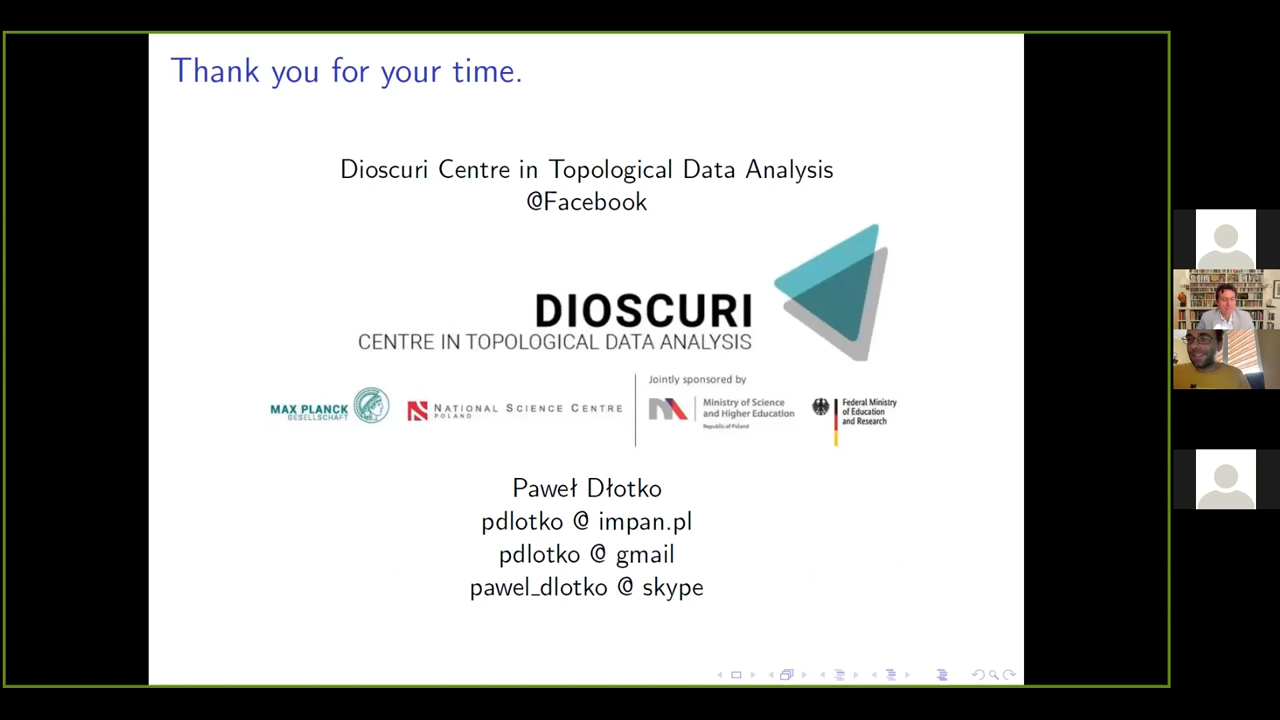 Thank you for your time.
Dioscuri Centre in Topological Data Analysis
@Facebook
DIOSCURI
CENTRE IN TOPOLOGICAL DATA ANALYSIS
Jointly sponsored by
MAX PLANCK
GESELLSCHAFT
NATIONAL SCIENCE CENTRE
POLAND
Ministry of Science
and Higher Education
Republic of Poland
Federal Ministry
of Education
and Research
Paweł Dłotko
pdlotko @ impan.pl
pdlotko @ gmail
pawel_dlotko @ skype